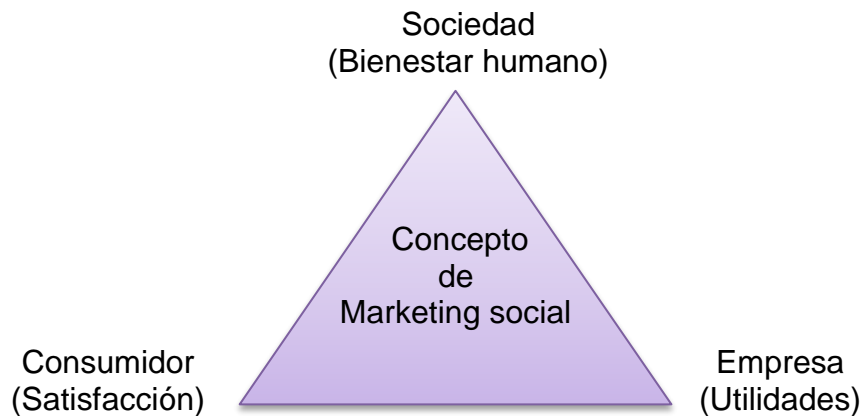 Sociedad
(Bienestar humano)
Concepto
de
Marketing social
Consumidor
(Satisfacción)
Empresa
(Utilidades)